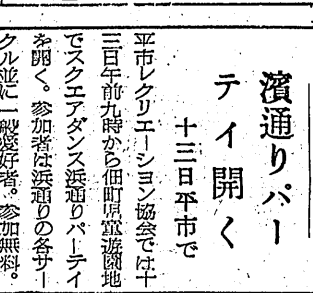 濱通りパー
ティ開く
十三日平市で
平市レクリエーション協会では十
三日午前九時から佃町児童遊園地
でスクエアダンス浜通りパーテイ
を開く。参加者は浜通りの各サー
クル並に一般愛好者。参加無料。